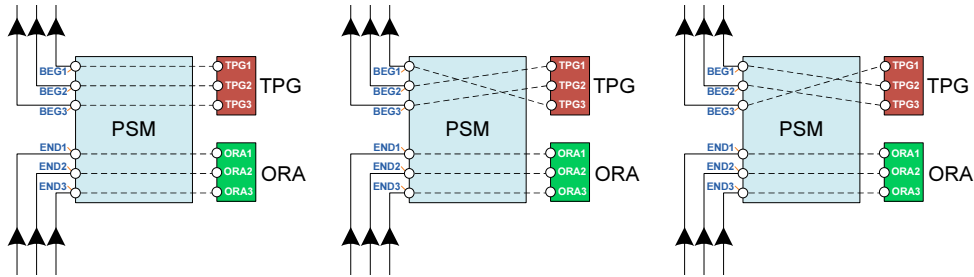 BEG1
TPG1
BEG2
TPG2
TPG
BEG3
TPG3
PSM
END1
ORA1
END2
ORA2
ORA
END3
ORA3
BEG1
TPG1
BEG2
TPG2
TPG
BEG3
TPG3
PSM
END1
ORA1
END2
ORA2
ORA
END3
ORA3
BEG1
TPG1
BEG2
TPG2
TPG
BEG3
TPG3
PSM
END1
ORA1
END2
ORA2
ORA
END3
ORA3